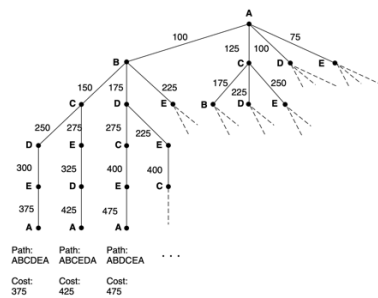 A
100
125
100
75
B
C
D
E
150
175
225
175
225
250
C
D
E
B
D
E
250
275
275
225
D
E
C
E
300
325
400
400
E
D
E
C
375
425
475
A
A
A
Path: Path: Path:
ABCDEA ABCEDA ABDCEA . . .
Cost: Cost: Cost:
375 425 475